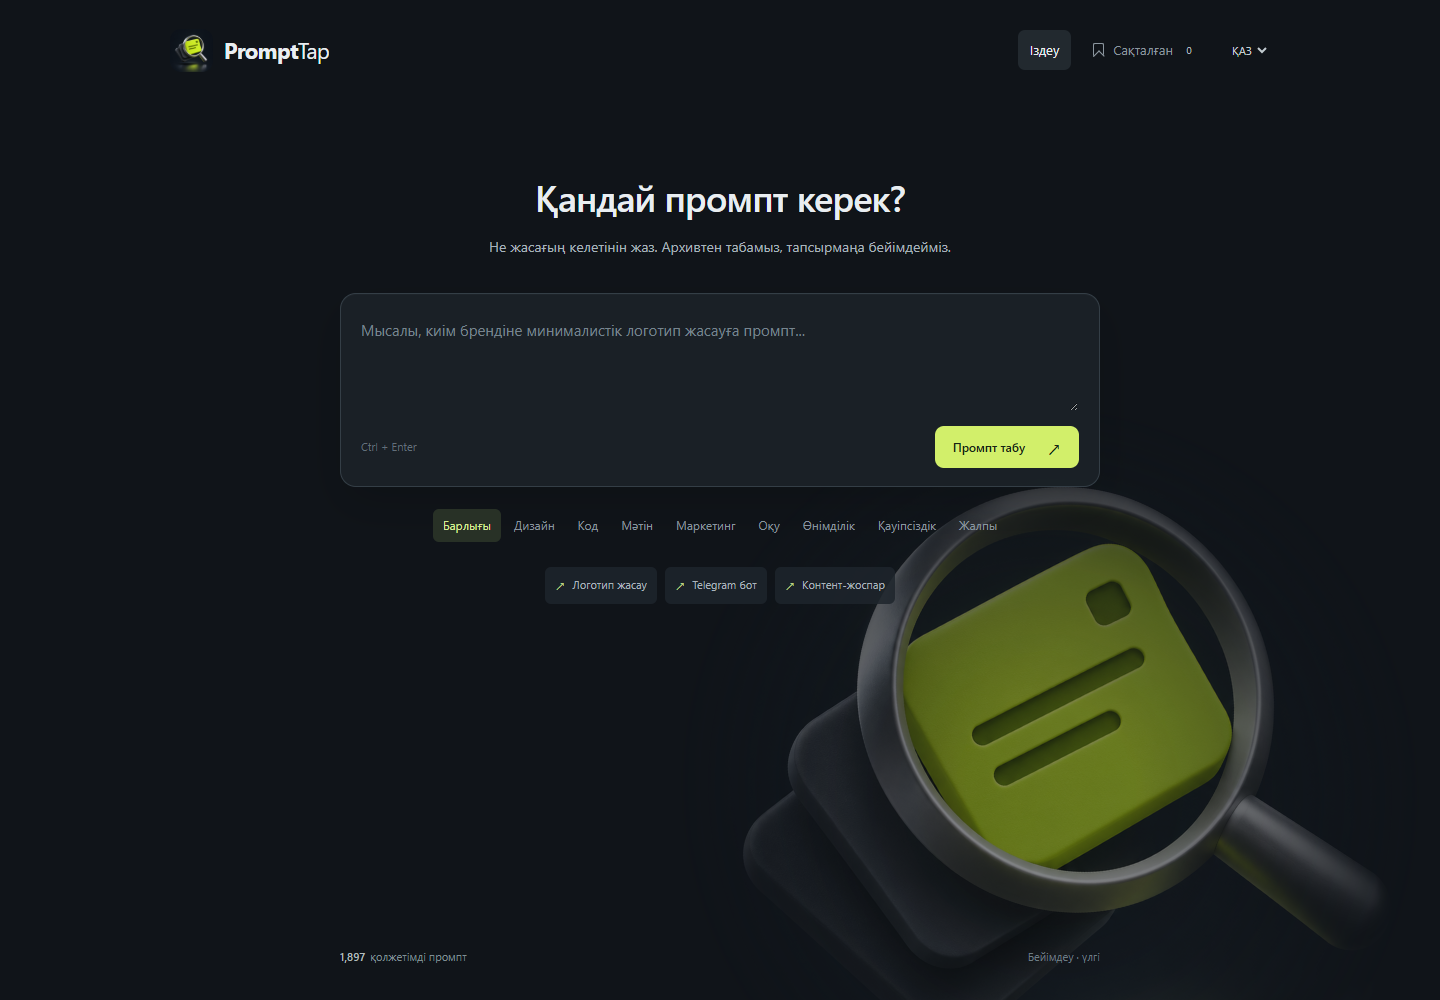 PromptTap
Іздеу
Сақталған 0
ҚАЗ
Қандай промпт керек?
Не жасағың келетінін жаз. Архивтен табамыз, тапсырмаңа бейімдейміз.
Мысалы, киім брендіне минималистік логотип жасауға промпт...
Ctrl + Enter
Промпт табу ↗
Барлығы Дизайн Код Мәтін Маркетинг Оқу Өнімділік Қауіпсіздік Жалпы
↗ Логотип жасау ↗ Telegram бот ↗ Контент-жоспар
1,897 қолжетімді промпт
Бейімдеу · үлгі